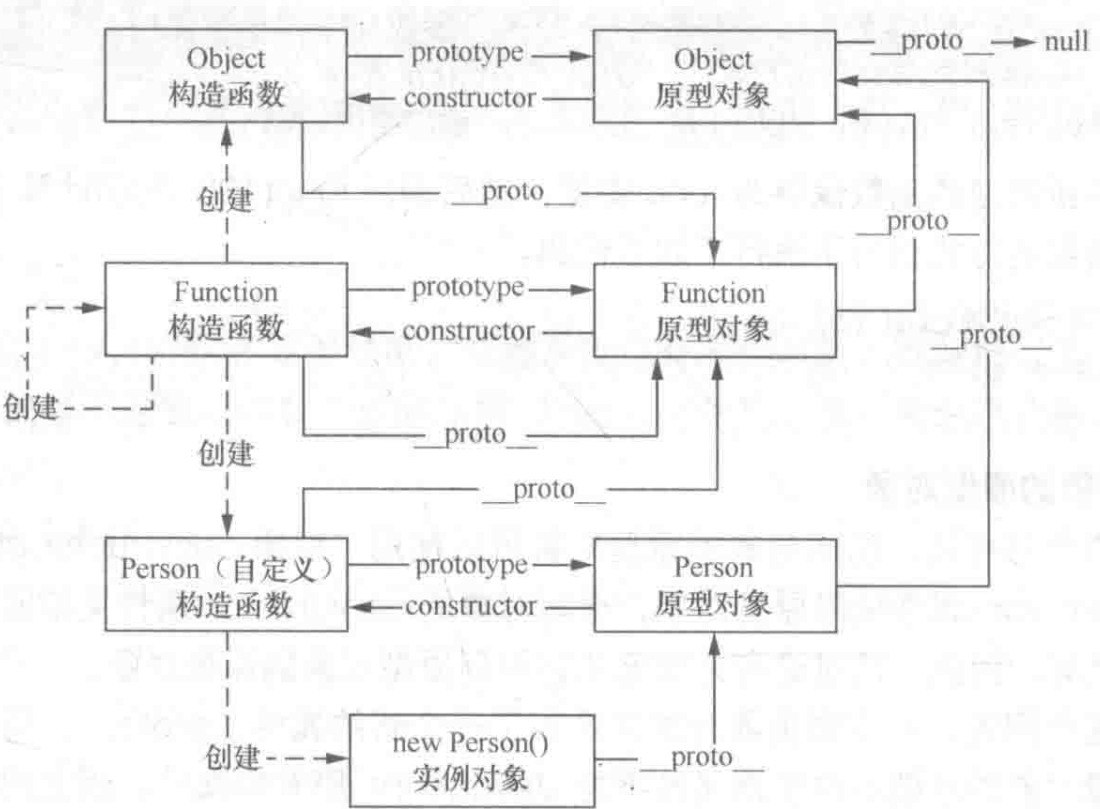 Object
构造函数
prototype
constructor
Object
原型对象
__proto__
null
创建
__proto__
__proto__
Function
构造函数
prototype
constructor
Function
原型对象
__proto__
创建
创建
__proto__
__proto__
Person（自定义）
构造函数
prototype
constructor
Person
原型对象
创建
new Person()
实例对象
__proto__